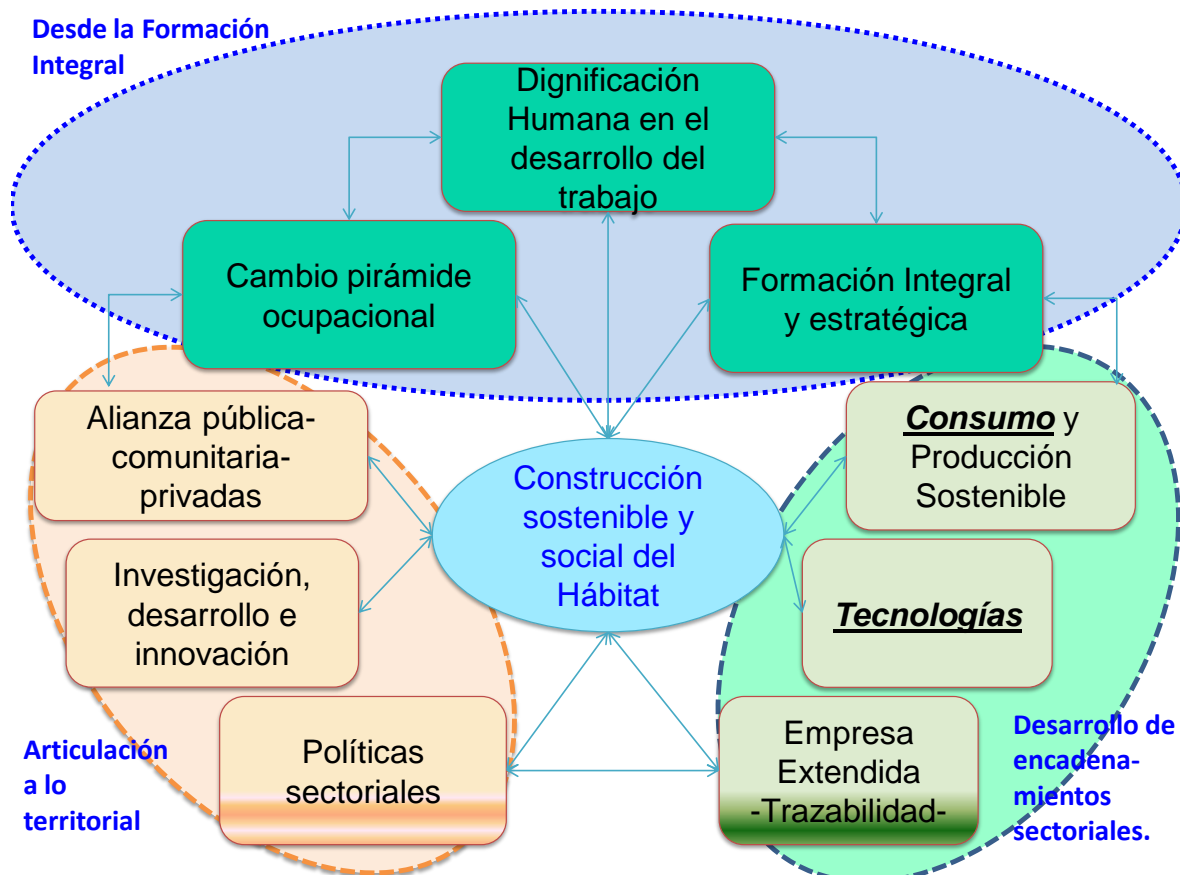 Desde la Formación
Integral
Dignificación
Humana en el
desarrollo del
trabajo
Cambio pirámide
ocupacional
Formación Integral
y estratégica
Alianza pública-
comunitaria-
privadas
Construcción
sostenible y
social del
Hábitat
Consumo y
Producción
Sostenible
Investigación,
desarrollo e
innovación
Tecnologías
Políticas
sectoriales
Empresa
Extendida
-Trazabilidad-
Articulación
a lo
territorial
Desarrollo de
encadena-
mientos
sectoriales.